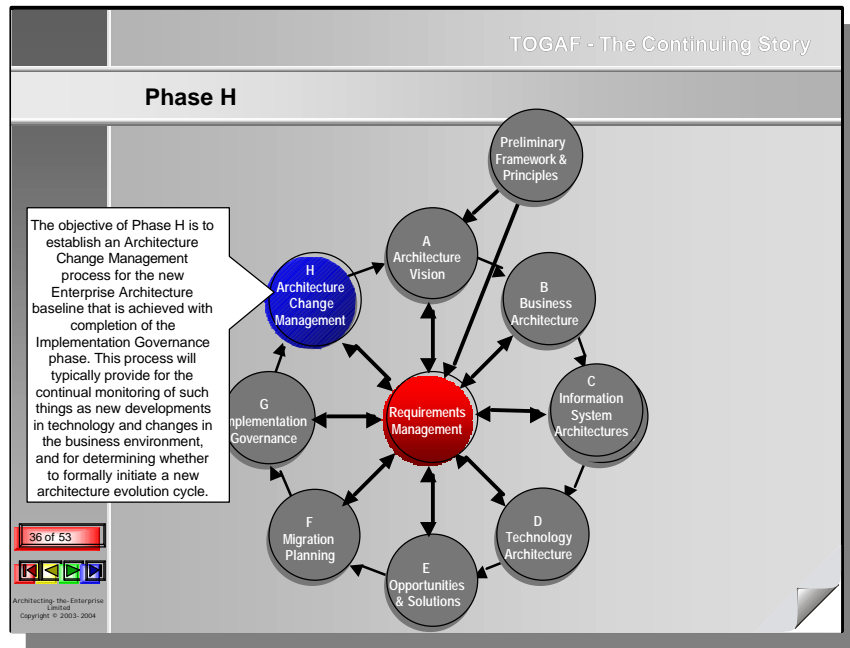 TOGAF - The Continuing Story
Phase H
Preliminary
Framework &
Principles
The objective of Phase H is to
establish an Architecture
Change Management
process for the new
Enterprise Architecture
baseline that is achieved with
completion of the
Implementation Governance
phase. This process will
typically provide for the
continual monitoring of such
things as new developments
in technology and changes in
the business environment,
and for determining whether
to formally initiate a new
architecture evolution cycle.
A
Architecture
Vision
H
Architecture
Change
Management
B
Business
Architecture
C
Information
System
Architectures
G
mplementation
Governance
Requirements
Management
F
Migration
Planning
D
Technology
Architecture
E
Opportunities
& Solutions
36 of 53
Architecting-the-Enterprise
Limited
Copyright © 2003-2004